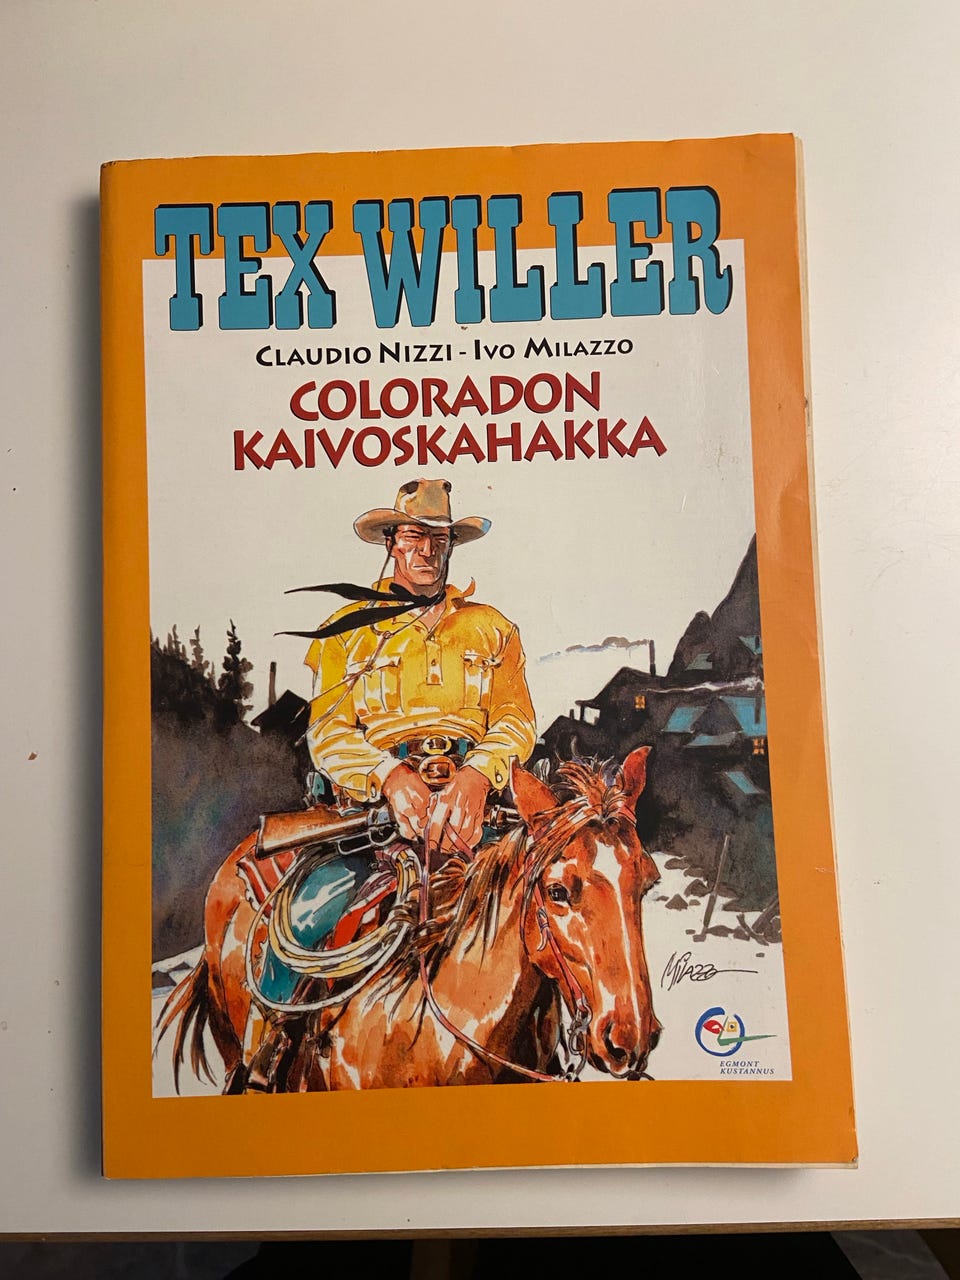 TEX WILLER
CLAUDIO NIZZI - IVO MILAZZO
COLORADON
KAIVOSKAHAKKA
Milazzo
EGMONT
KUSTANNUS